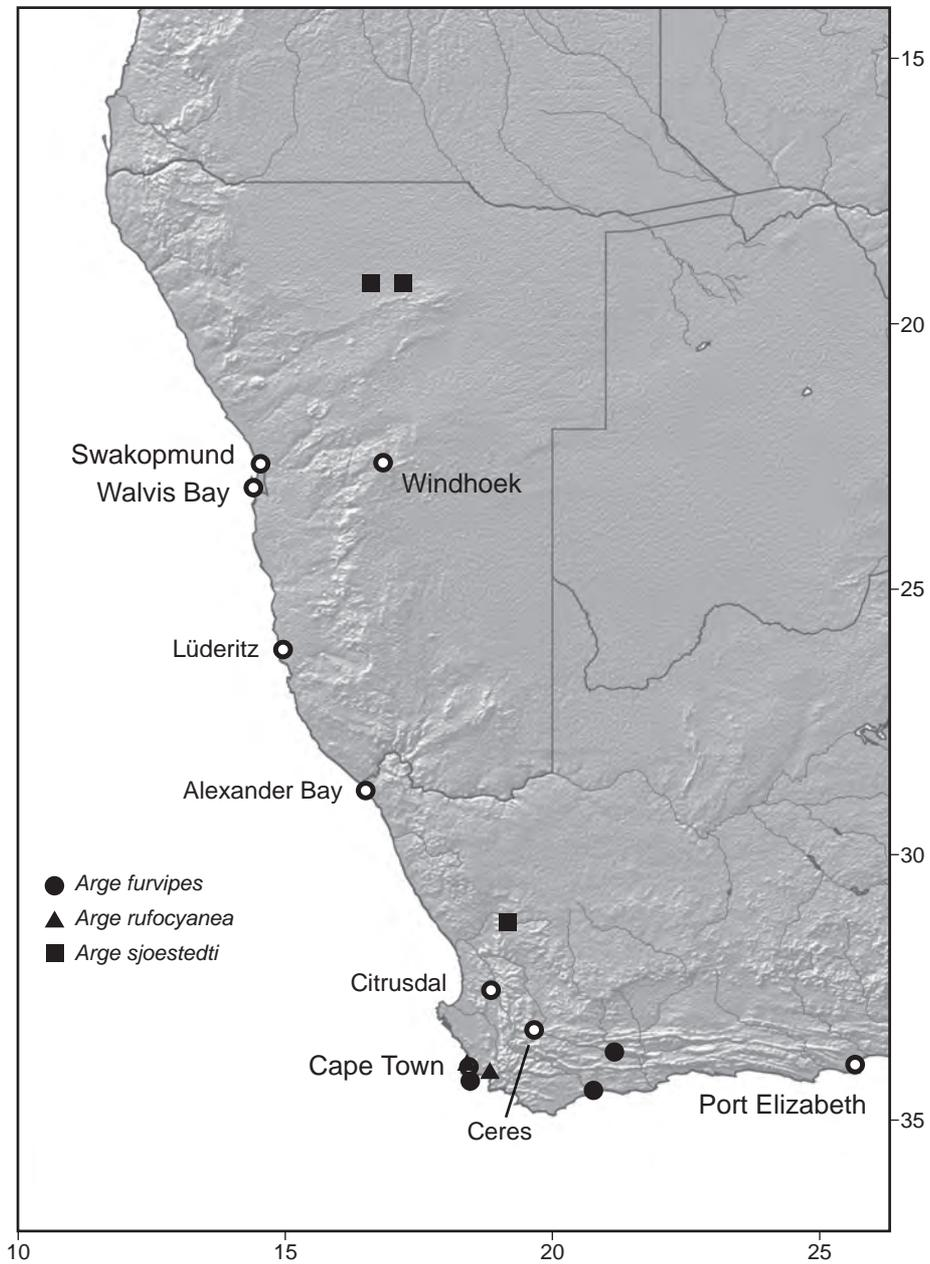 15
20
Swakopmund
Walvis Bay
Windhoek
25
Lüderitz
Alexander Bay
30
Arge furvipes
Arge rufocyanea
Arge sjoestedti
Citrusdal
Cape Town
Port Elizabeth
35
Ceres
10
15
20
25